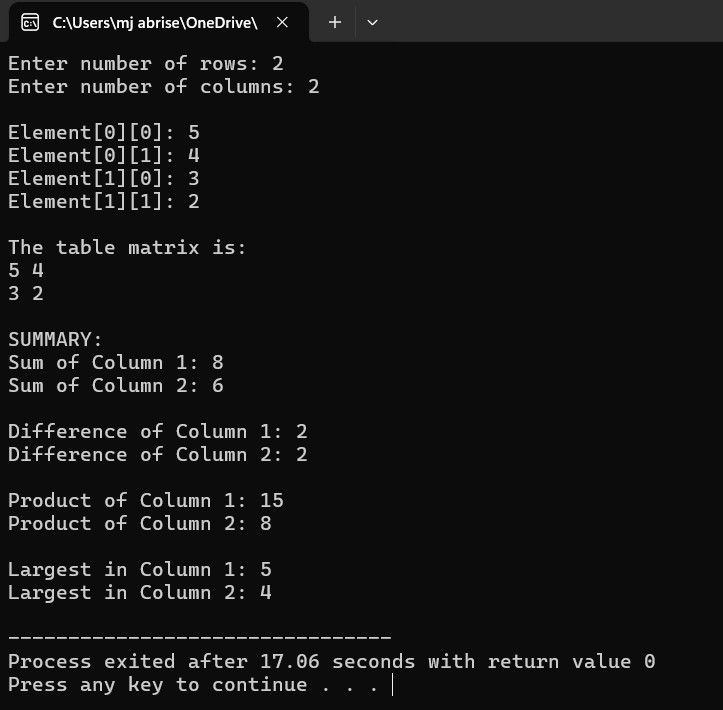 C:\Users\mj abrise\OneDrive\
Enter number of rows: 2
Enter number of columns: 2
Element[0][0]: 5
Element[0][1]: 4
Element[1][0]: 3
Element[1][1]: 2
The table matrix is:
5 4
3 2
SUMMARY:
Sum of Column 1: 8
Sum of Column 2: 6
Difference of Column 1: 2
Difference of Column 2: 2
Product of Column 1: 15
Product of Column 2: 8
Largest in Column 1: 5
Largest in Column 2: 4
--------------------------------
Process exited after 17.06 seconds with return value 0
Press any key to continue . . .